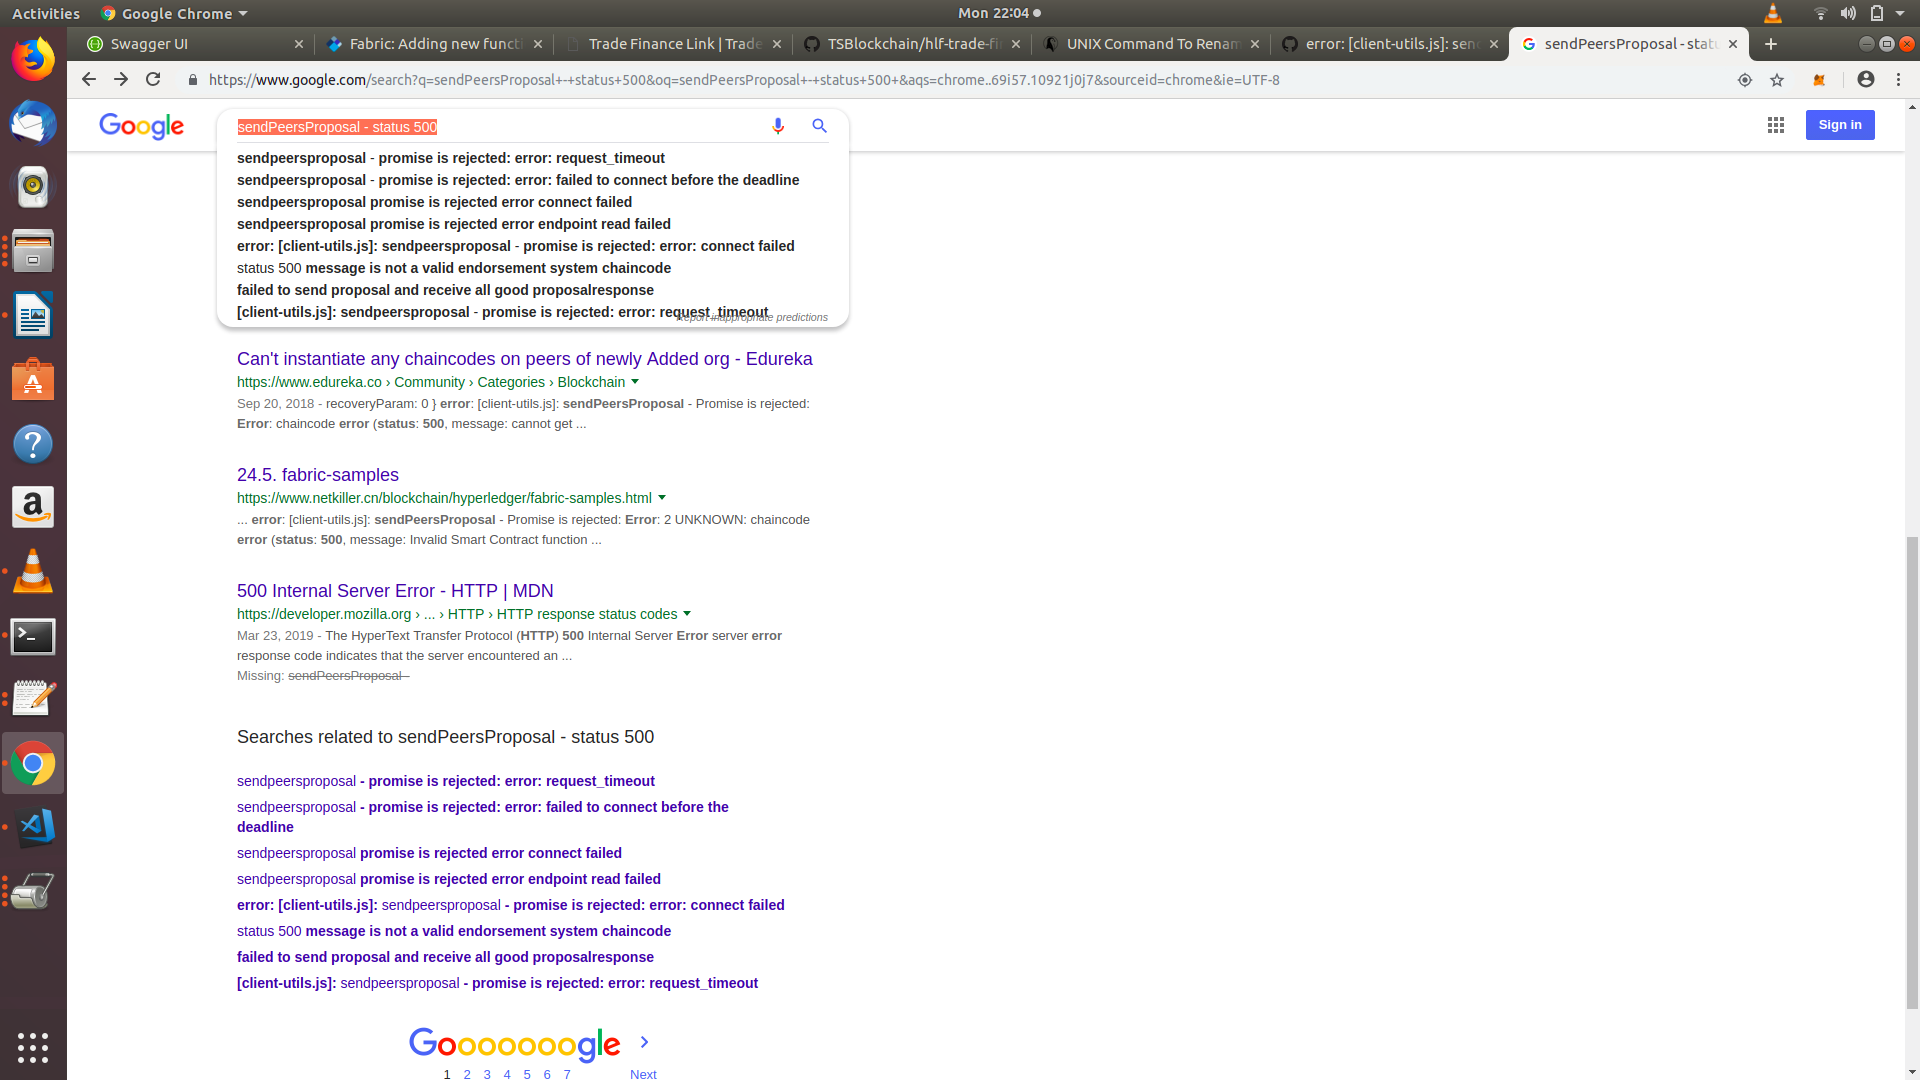 Activities
Google Chrome
Mon 22:04
Swagger UI
Fabric: Adding new functi
Trade Finance Link | Trade
TSBlockchain/hlf-trade-fi
UNIX Command To Renam
error: [client-utils.js]: sen
sendPeersProposal - statu
https://www.google.com/search?q=sendPeersProposal+-+status+500&oq=sendPeersProposal+-+status+500+&aqs=chrome..69i57.10921j0j7&sourceid=chrome&ie=UTF-8
Google
sendPeersProposal - status 500
Sign in
sendpeersproposal - promise is rejected: error: request_timeout
sendpeersproposal - promise is rejected: error: failed to connect before the deadline
sendpeersproposal promise is rejected error connect failed
sendpeersproposal promise is rejected error endpoint read failed
error: [client-utils.js]: sendpeersproposal - promise is rejected: error: connect failed
status 500 message is not a valid endorsement system chaincode
failed to send proposal and receive all good proposalresponse
[client-utils.js]: sendpeersproposal - promise is rejected: error: request_timeout
Report inappropriate predictions
Can't instantiate any chaincodes on peers of newly Added org - Edureka
https://www.edureka.co › Community › Categories › Blockchain
Sep 20, 2018 - recoveryParam: 0 } error: [client-utils.js]: sendPeersProposal - Promise is rejected:
Error: chaincode error (status: 500, message: cannot get ...
24.5. fabric-samples
https://www.netkiller.cn/blockchain/hyperledger/fabric-samples.html
... error: [client-utils.js]: sendPeersProposal - Promise is rejected: Error: 2 UNKNOWN: chaincode
error (status: 500, message: Invalid Smart Contract function ...
500 Internal Server Error - HTTP | MDN
https://developer.mozilla.org › ... › HTTP › HTTP response status codes
Mar 23, 2019 - The HyperText Transfer Protocol (HTTP) 500 Internal Server Error server error
response code indicates that the server encountered an ...
Missing: sendPeersProposal -
Searches related to sendPeersProposal - status 500
sendpeersproposal - promise is rejected: error: request_timeout
sendpeersproposal - promise is rejected: error: failed to connect before the
deadline
sendpeersproposal promise is rejected error connect failed
sendpeersproposal promise is rejected error endpoint read failed
error: [client-utils.js]: sendpeersproposal - promise is rejected: error: connect failed
status 500 message is not a valid endorsement system chaincode
failed to send proposal and receive all good proposalresponse
[client-utils.js]: sendpeersproposal - promise is rejected: error: request_timeout
Goooooooogle
1 2 3 4 5 6 7 Next